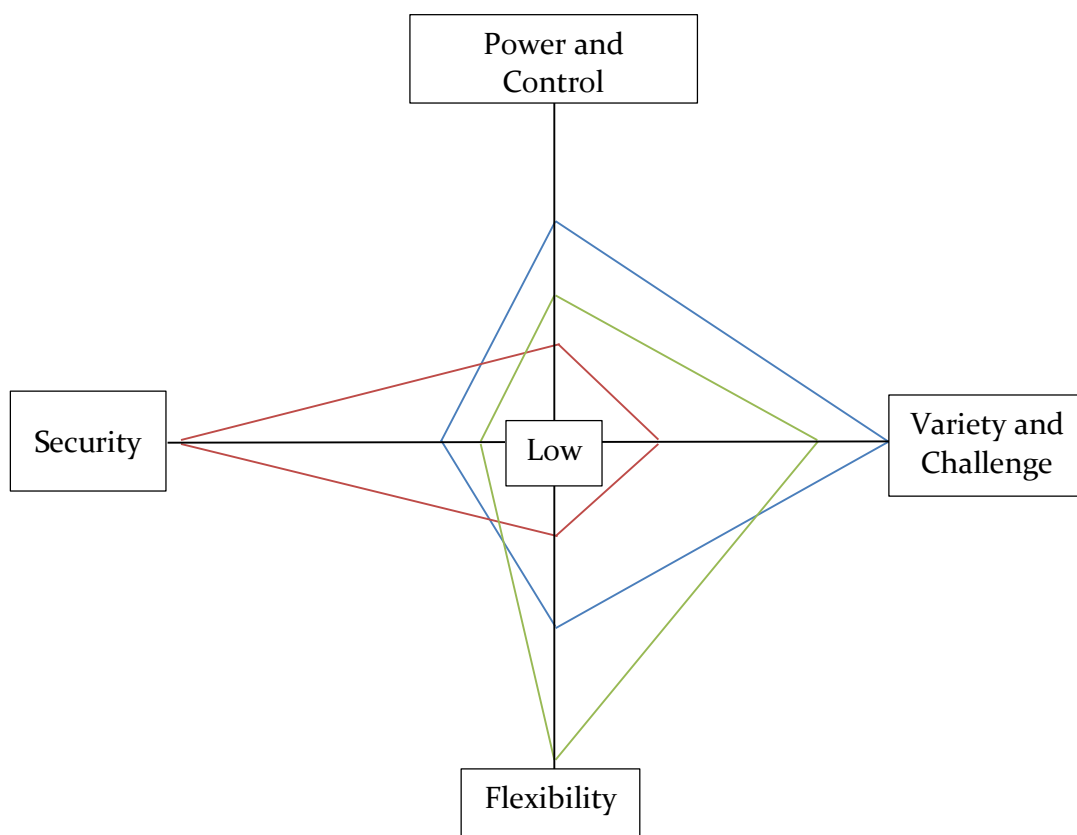 Power and
Control
Security
Low
Variety and
Challenge
Flexibility